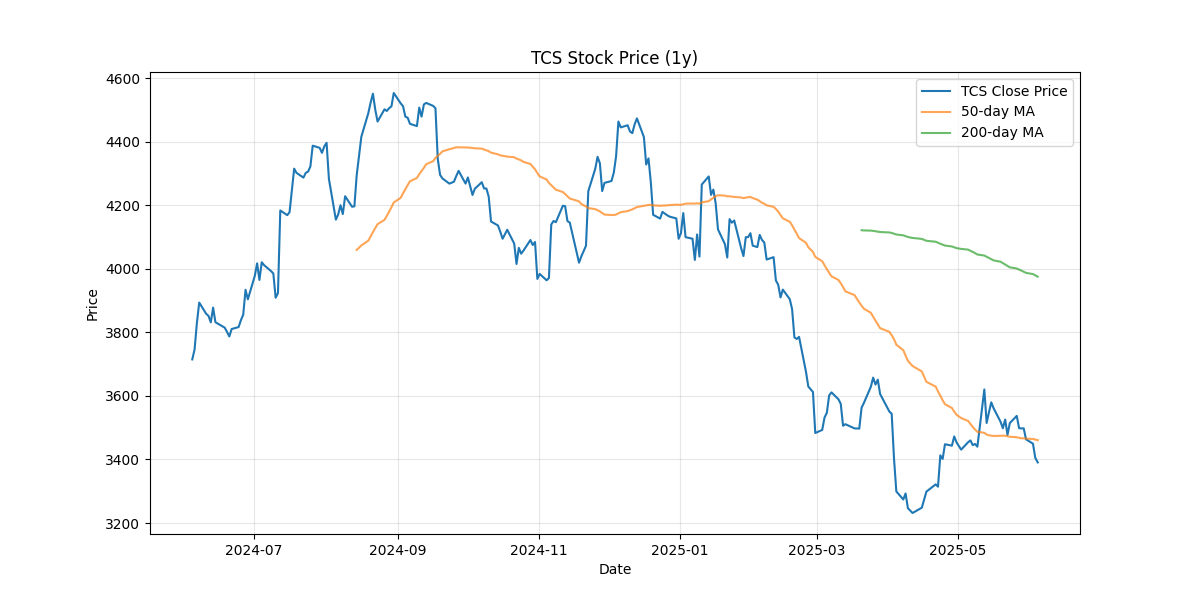 TCS Stock Price (1y)
4600
4400
4200
4000
3800
3600
3400
3200
Price
TCS Close Price
50-day MA
200-day MA
2024-07
2024-09
2024-11
2025-01
2025-03
2025-05
Date